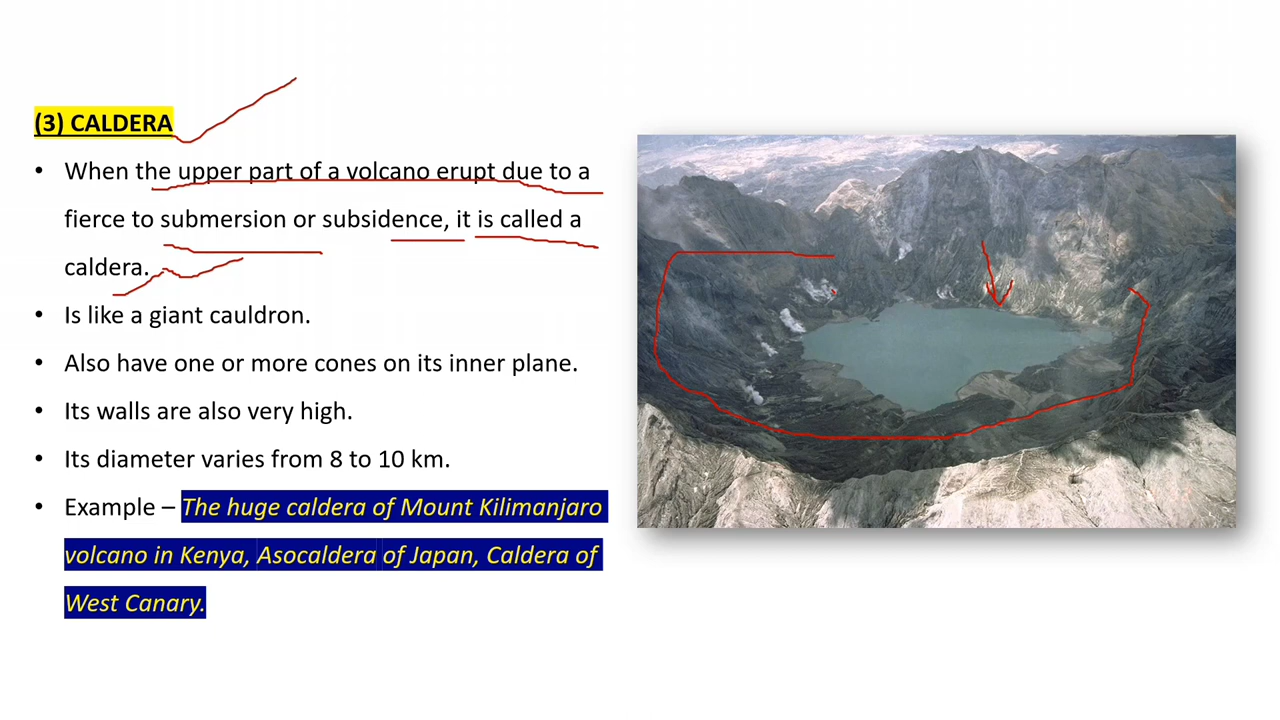 (3) CALDERA
• When the upper part of a volcano erupt due to a
fierce to submersion or subsidence, it is called a
caldera.
• Is like a giant cauldron.
• Also have one or more cones on its inner plane.
• Its walls are also very high.
• Its diameter varies from 8 to 10 km.
• Example – The huge caldera of Mount Kilimanjaro
volcano in Kenya, Asocaldera of Japan, Caldera of
West Canary.